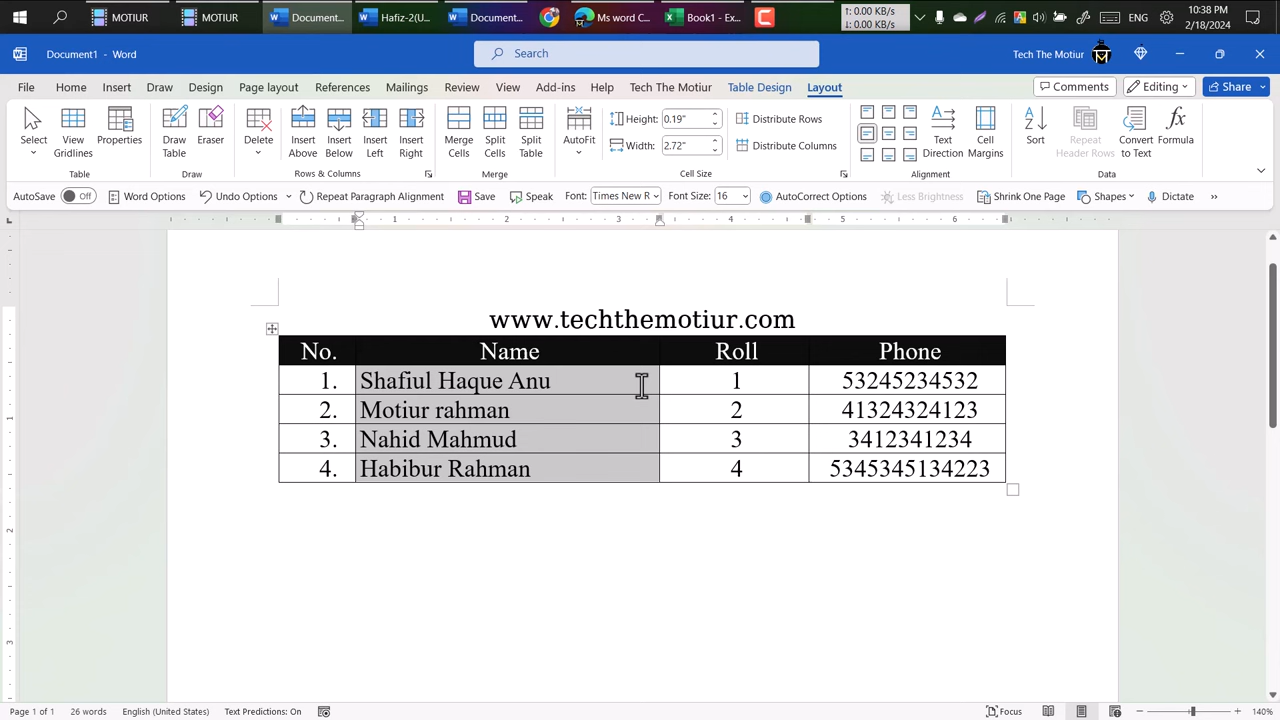 MOTIUR
MOTIUR
Document...
Hafiz-2(U...
Document...
Ms word C...
Book1 - Ex...
↑: 0.00 KB/s
↓: 0.00 KB/s
ENG
10:38 PM
2/18/2024
Document1 - Word
Search
Tech The Motiur
File
Home
Insert
Draw
Design
Page layout
References
Mailings
Review
View
Add-ins
Help
Tech The Motiur
Table Design
Layout
Comments
Editing
Share
Select
View Gridlines
Properties
Table
Draw Table
Eraser
Draw
Delete
Insert Above
Insert Below
Insert Left
Insert Right
Rows & Columns
Merge Cells
Split Cells
Split Table
Merge
AutoFit
Height: 0.19"
Width: 2.72"
Distribute Rows
Distribute Columns
Cell Size
Text Direction
Cell Margins
Alignment
Sort
Repeat Header Rows
Convert to Text
Formula
Data
AutoSave Off
Word Options
Undo Options
Repeat Paragraph Alignment
Save
Speak
Font: Times New R
Font Size: 16
AutoCorrect Options
Less Brightness
Shrink One Page
Shapes
Dictate
1 2 3 4 5 6
www.techthemotiur.com
No. Name Roll Phone
1. Shafiul Haque Anu 1 53245234532
2. Motiur rahman 2 41324324123
3. Nahid Mahmud 3 3412341234
4. Habibur Rahman 4 5345345134223
1
2
3
Page 1 of 1
26 words
English (United States)
Text Predictions: On
Focus
140%